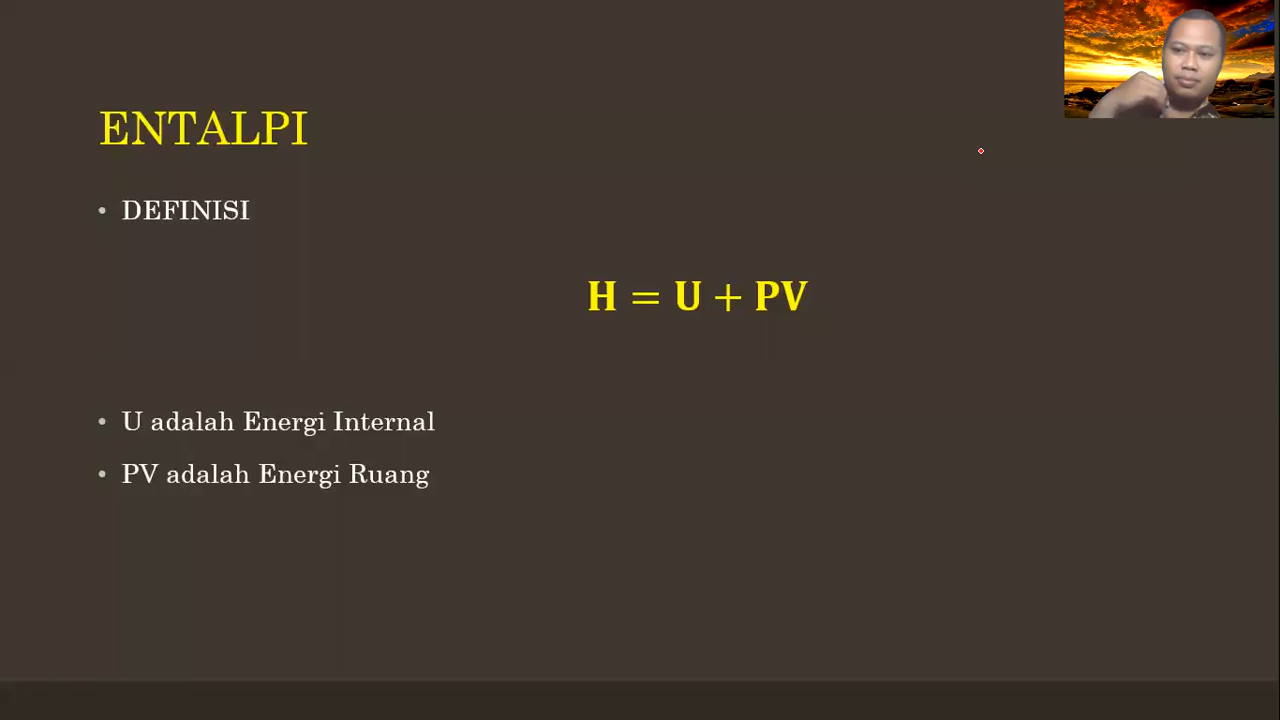 ENTALPI
• DEFINISI
H = U + PV
• U adalah Energi Internal
• PV adalah Energi Ruang